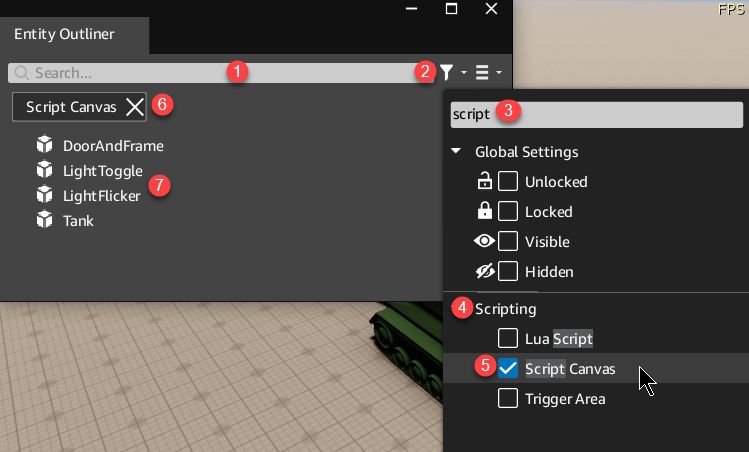 FPS
Entity Outliner
Search...
1
2
Script Canvas
6
DoorAndFrame
LightToggle
LightFlicker
7
Tank
script
3
Global Settings
Unlocked
Locked
Visible
Hidden
4
Scripting
Lua Script
5
Script Canvas
Trigger Area